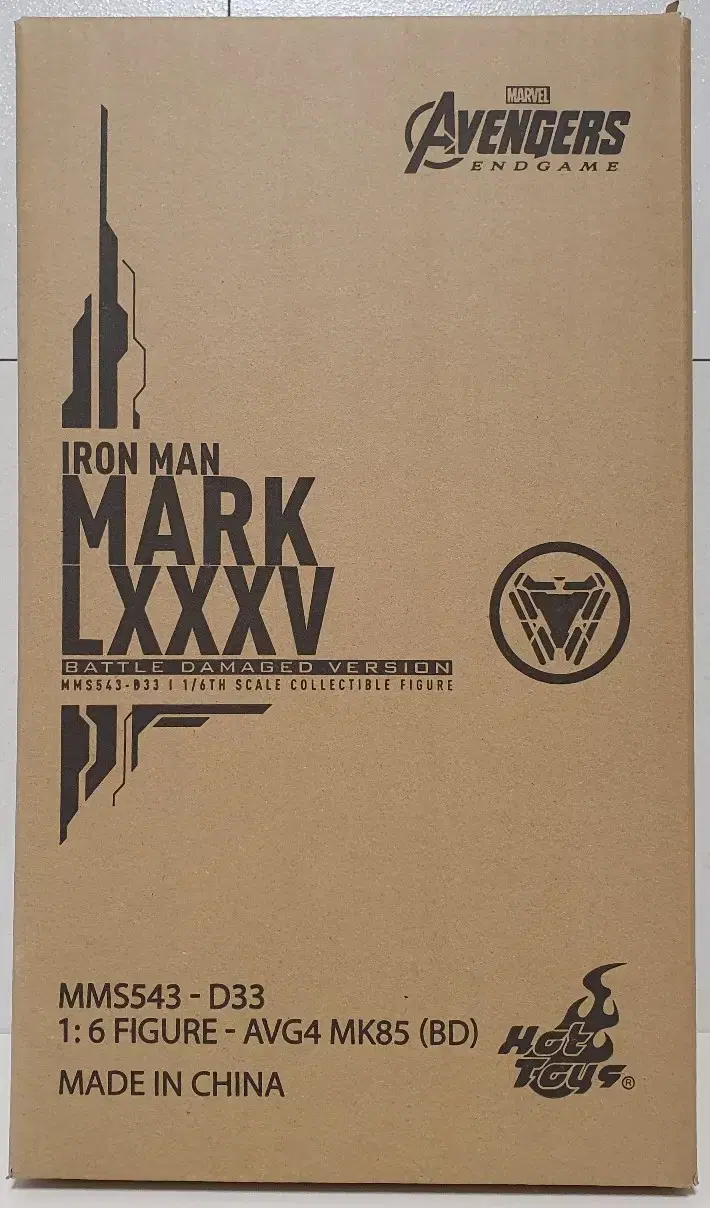 MARVEL
AVENGERS
ENDGAME
IRON MAN
MARK
LXXXV
BATTLE DAMAGED VERSION
MMS543-D33 | 1/6TH SCALE COLLECTIBLE FIGURE
MMS543 - D33
1: 6 FIGURE - AVG4 MK85 (BD)
MADE IN CHINA
Hot
Toys®